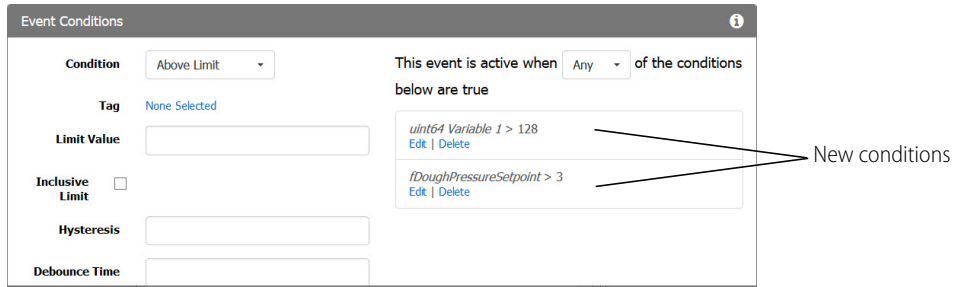 Event Conditions
Condition
Above Limit
Tag
None Selected
Limit Value
Inclusive
Limit
Hysteresis
Debounce Time
This event is active when Any of the conditions
below are true
uint64 Variable 1 > 128
Edit | Delete
fDoughPressureSetpoint > 3
Edit | Delete
New conditions